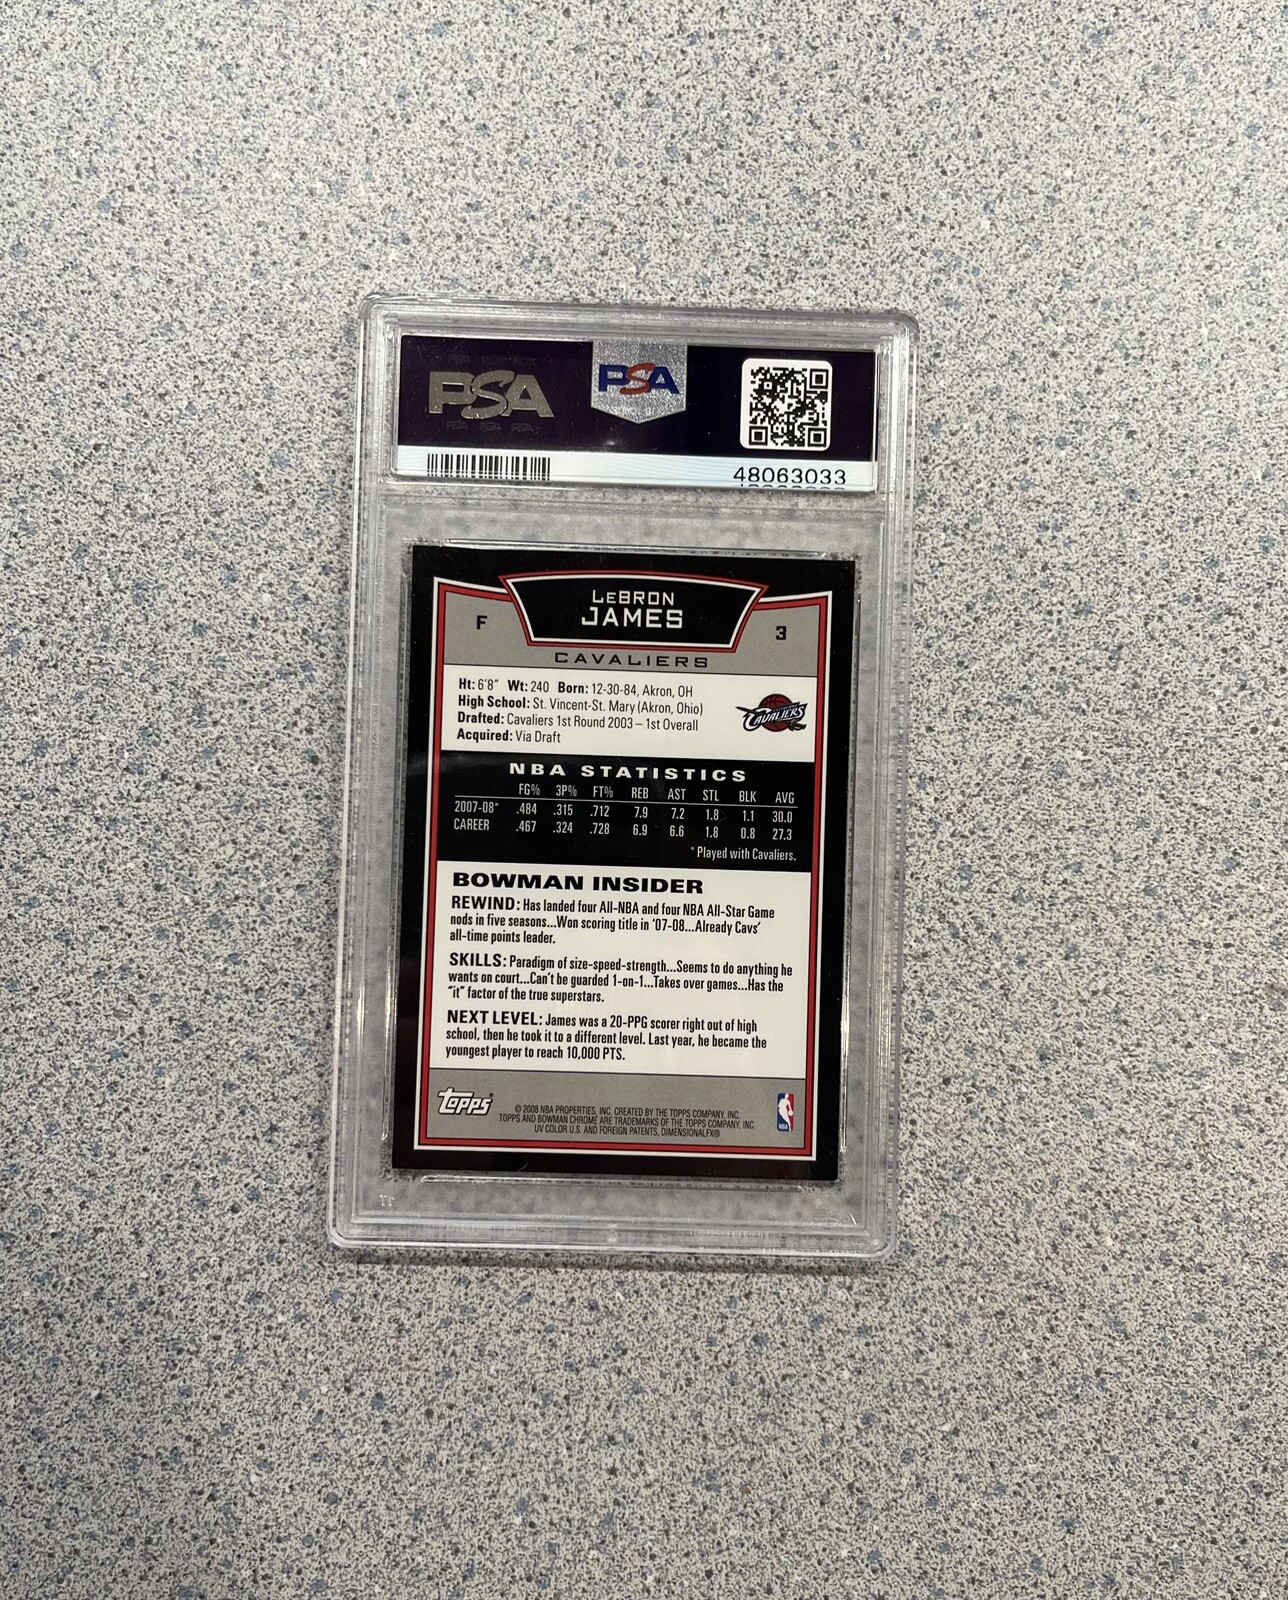 PSA
PSA
48063033
LeBRON
JAMES
F
3
CAVALIERS
Ht: 6'8" Wt: 240 Born: 12-30-84, Akron, OH
High School: St. Vincent-St. Mary (Akron, Ohio)
Drafted: Cavaliers 1st Round 2003 – 1st Overall
Acquired: Via Draft
CAVALIERS
NBA STATISTICS
FG% 3P% FT% REB AST STL BLK AVG
2007-08* .484 .315 .712 7.9 7.2 1.8 1.1 30.0
CAREER .467 .324 .728 6.9 6.6 1.8 0.8 27.3
* Played with Cavaliers.
BOWMAN INSIDER
REWIND: Has landed four All-NBA and four NBA All-Star Game
nods in five seasons...Won scoring title in '07-08...Already Cavs'
all-time points leader.
SKILLS: Paradigm of size-speed-strength...Seems to do anything he
wants on court...Can't be guarded 1-on-1...Takes over games...Has the
"it" factor of the true superstars.
NEXT LEVEL: James was a 20-PPG scorer right out of high
school, then he took it to a different level. Last year, he became the
youngest player to reach 10,000 PTS.
Topps
© 2008 NBA PROPERTIES, INC. CREATED BY THE TOPPS COMPANY, INC.
TOPPS AND BOWMAN CHROME ARE TRADEMARKS OF THE TOPPS COMPANY, INC.
UV COLOR U.S. AND FOREIGN PATENTS, DIMENSIONALFX®
NBA